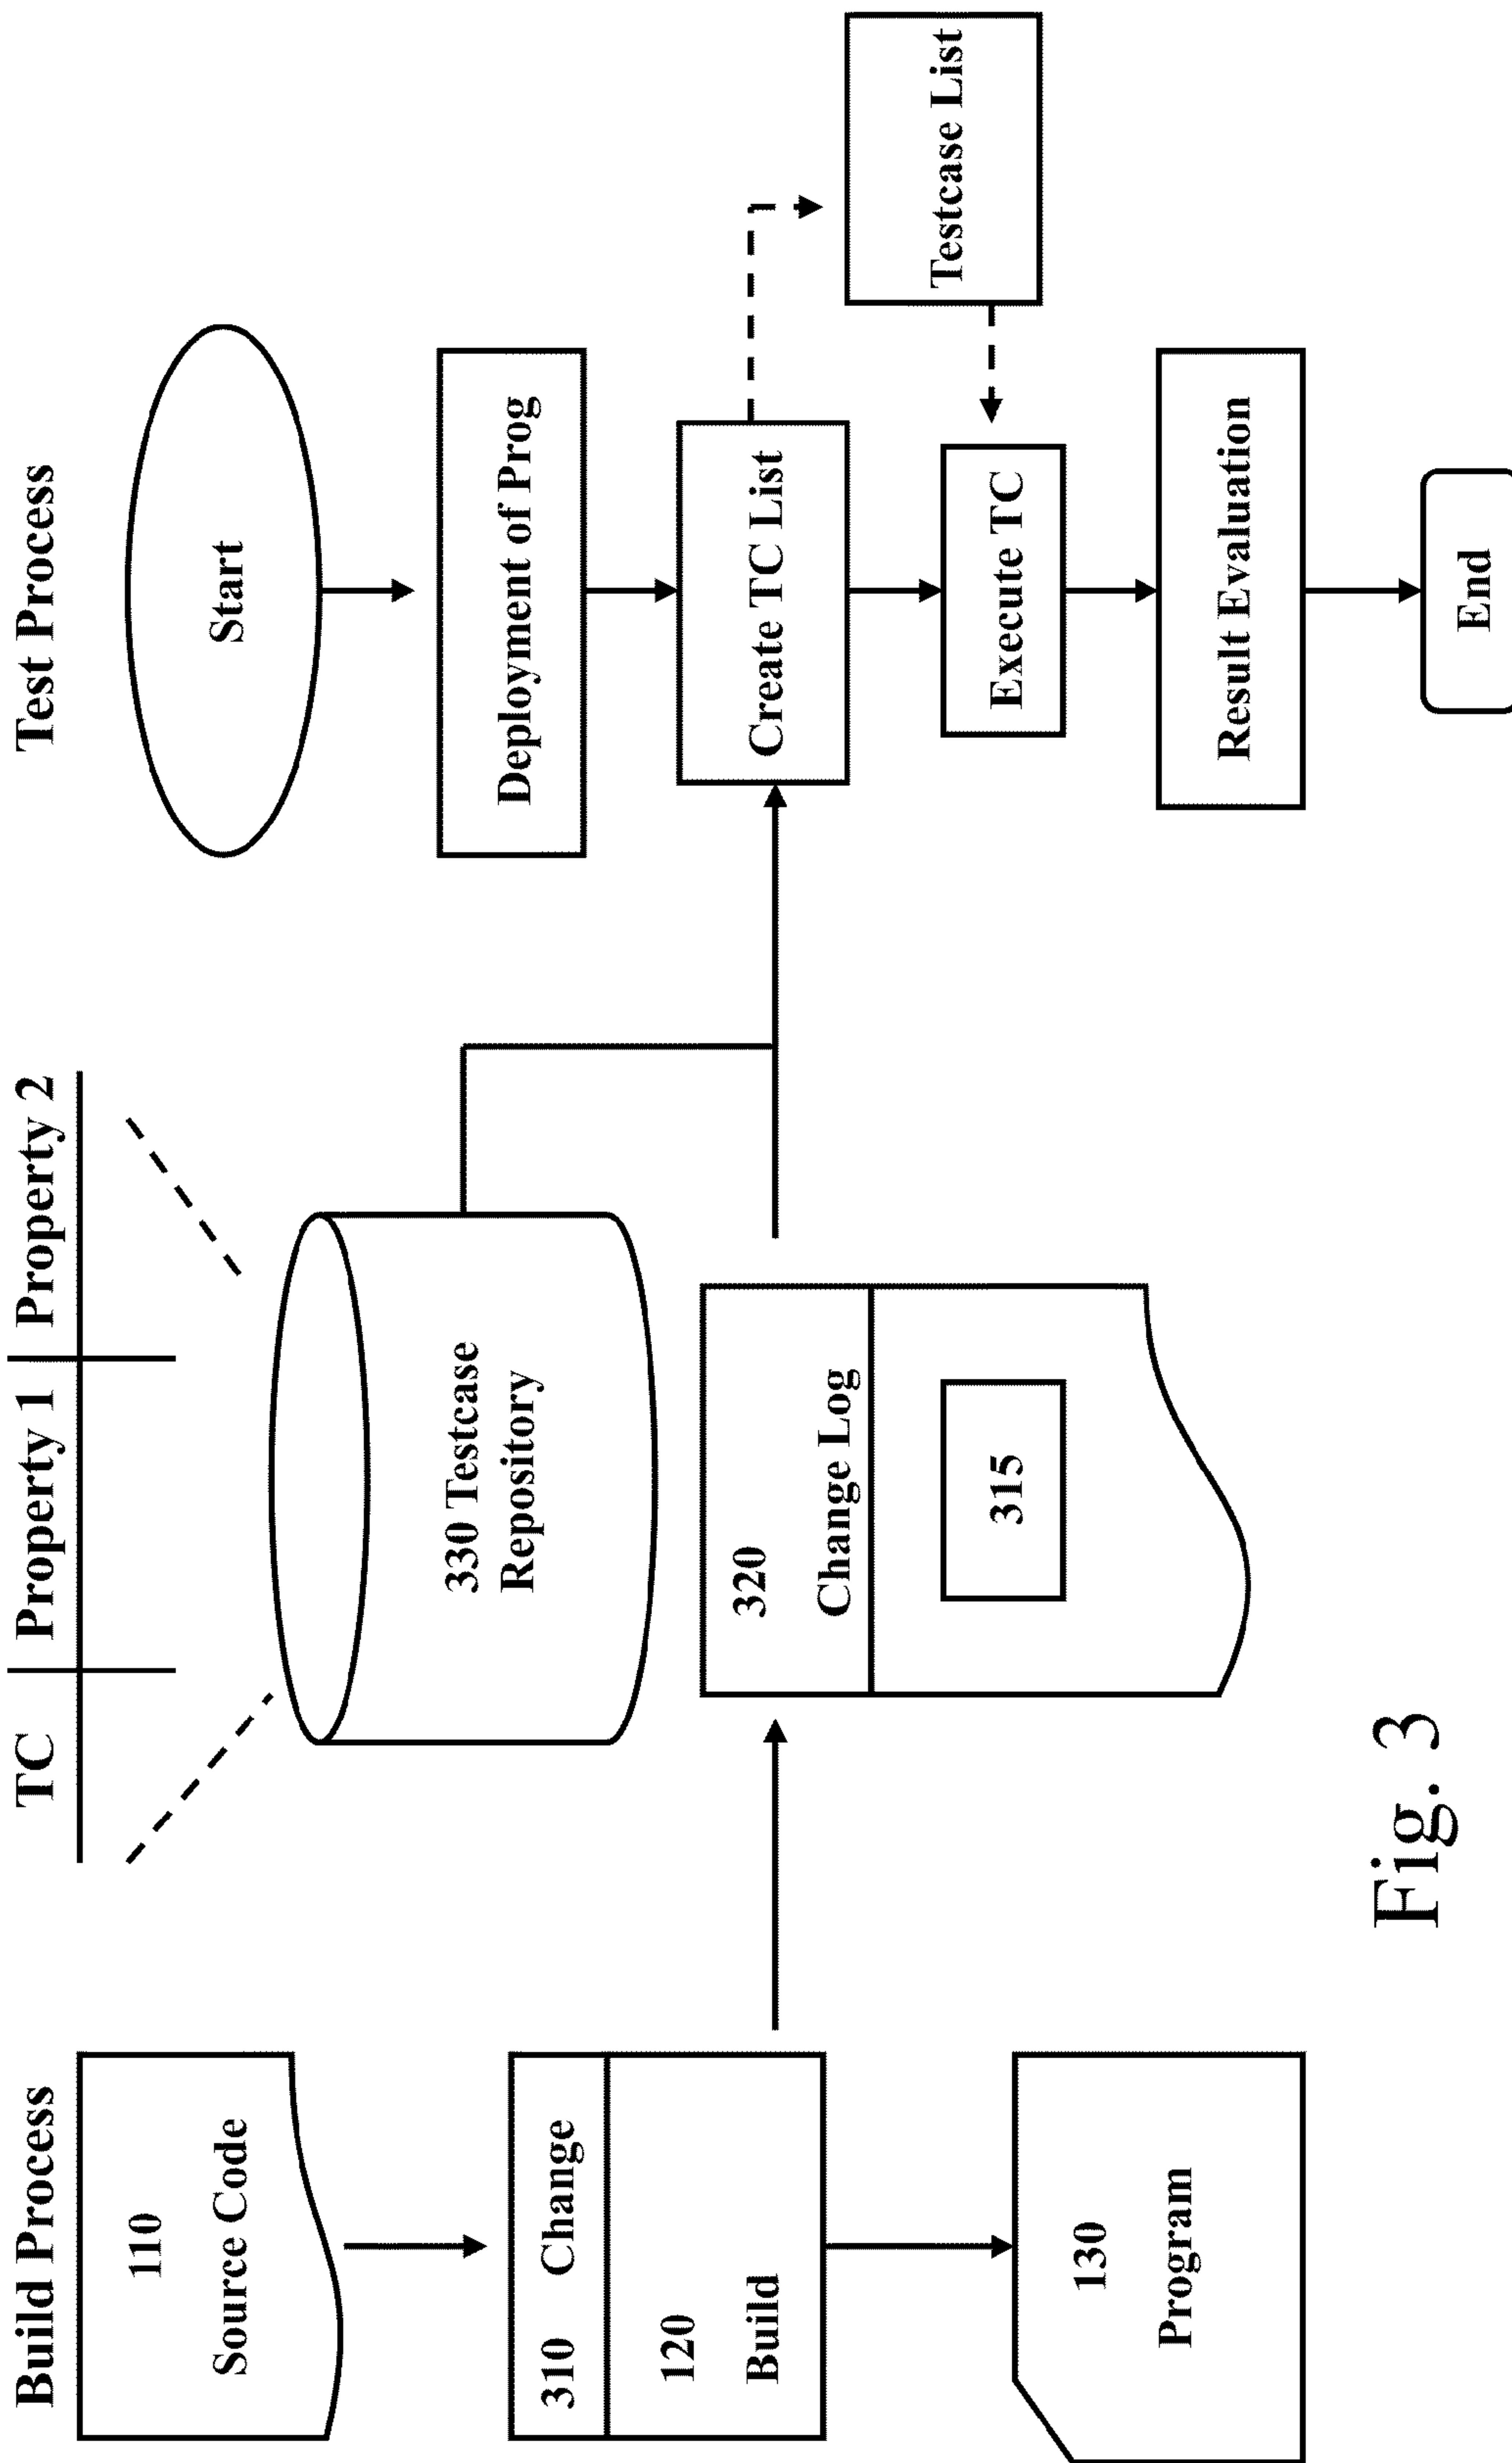 Build Process
110
Source Code
310 Change
120
Build
130
Program
TC Property 1 Property 2
330 Testcase
Repository
320
Change Log
315
Test Process
Start
Deployment of Prog
Create TC List
Testcase List
Execute TC
Result Evaluation
End
Fig. 3